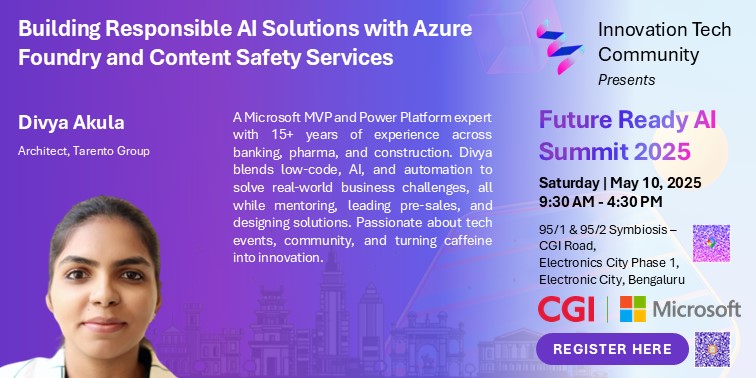 Building Responsible AI Solutions with Azure
Foundry and Content Safety Services
Divya Akula
Architect, Tarento Group
A Microsoft MVP and Power Platform expert
with 15+ years of experience across
banking, pharma, and construction. Divya
blends low-code, AI, and automation to
solve real-world business challenges, all
while mentoring, leading pre-sales, and
designing solutions. Passionate about tech
events, community, and turning caffeine
into innovation.
Innovation Tech
Community
Presents
Future Ready AI
Summit 2025
Saturday | May 10, 2025
9:30 AM - 4:30 PM
95/1 & 95/2 Symbiosis –
CGI Road,
Electronics City Phase 1,
Electronic City, Bengaluru
CGI | Microsoft
REGISTER HERE